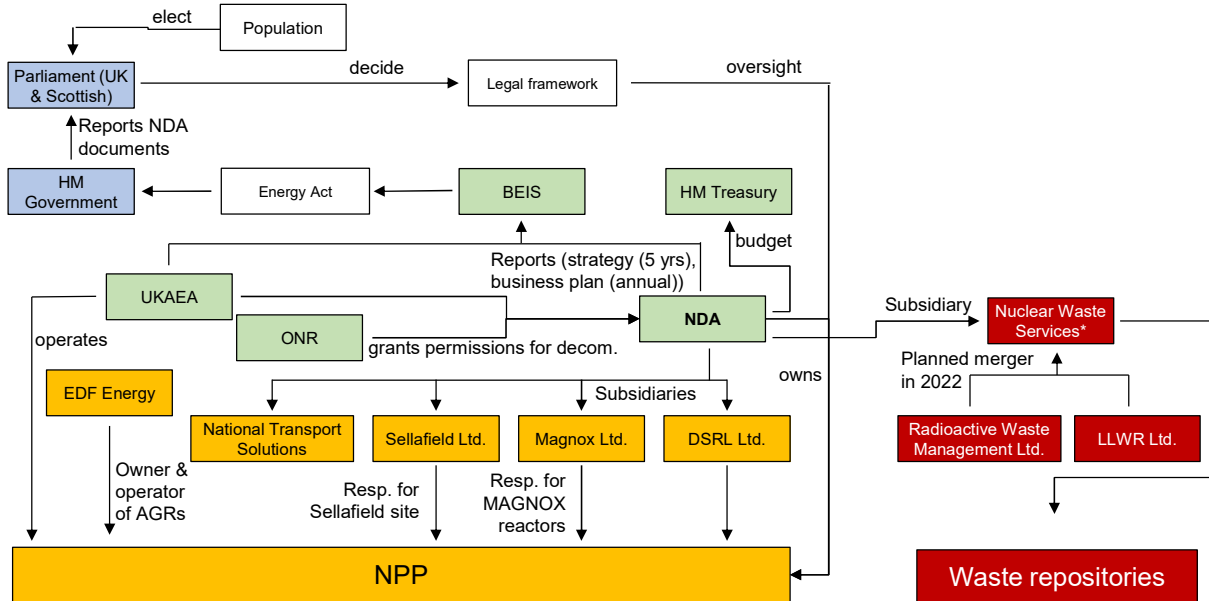 elect
Population
Parliament (UK
& Scottish)
decide
Legal framework
oversight
Reports NDA
documents
HM
Government
Energy Act
BEIS
HM Treasury
budget
Reports (strategy (5 yrs),
business plan (annual))
UKAEA
ONR
NDA
Subsidiary
Nuclear Waste
Services*
operates
grants permissions for decom.
owns
Planned merger
in 2022
EDF Energy
Subsidiaries
National Transport
Solutions
Sellafield Ltd.
Magnox Ltd.
DSRL Ltd.
Radioactive Waste
Management Ltd.
LLWR Ltd.
Owner &
operator
of AGRs
Resp. for
Sellafield site
Resp. for
MAGNOX
reactors
NPP
Waste repositories